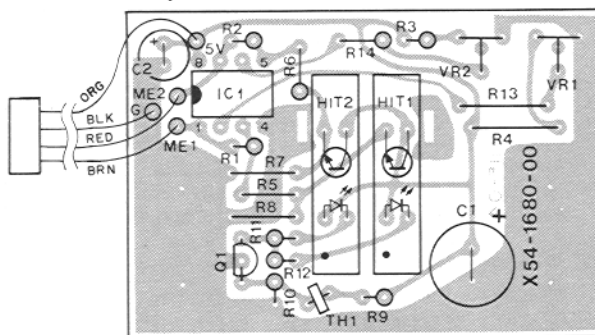 R2
R3
5V
C2
8
5
R6
R14
VR2
VR1
ORG
ME2
IC1
HIT2
HIT1
R13
G
BLK
RED
1
4
R4
BRN
ME1
R1
R7
R5
R8
C1
+
X54-1680-00
R11
Q1
R12
R10
TH1
R9